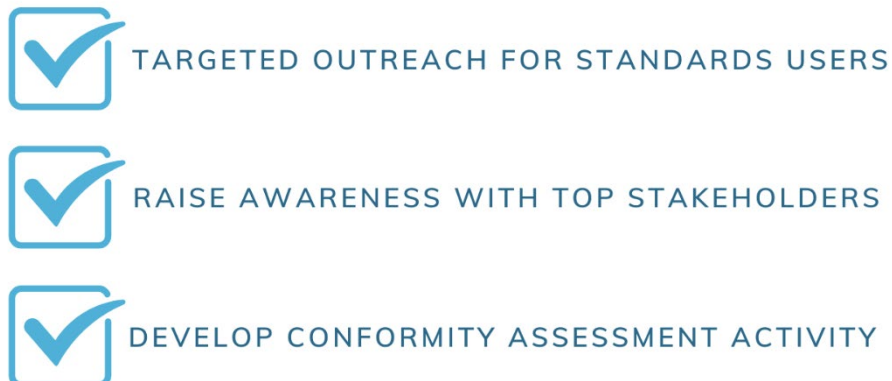 TARGETED OUTREACH FOR STANDARDS USERS
RAISE AWARENESS WITH TOP STAKEHOLDERS
DEVELOP CONFORMITY ASSESSMENT ACTIVITY